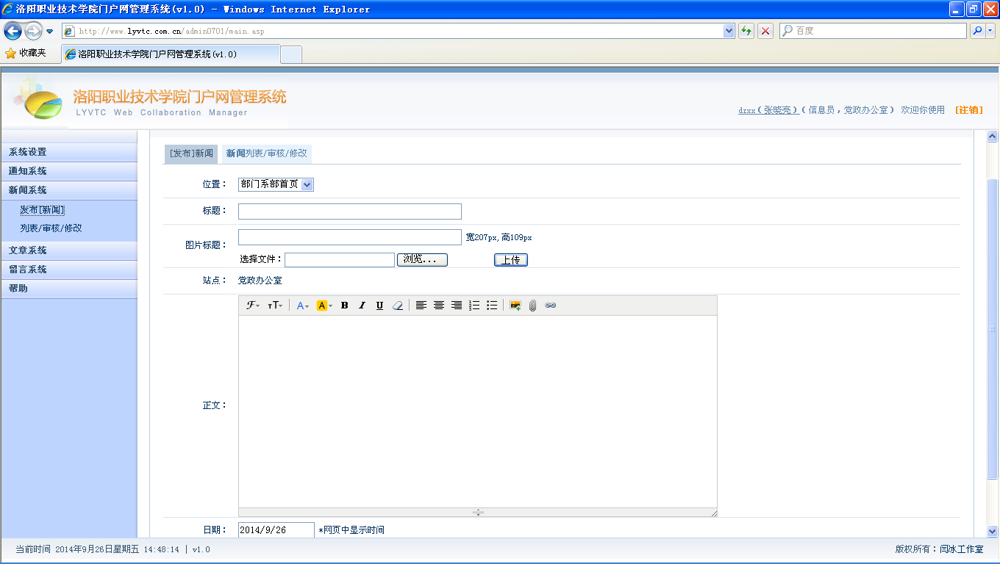 洛阳职业技术学院门户网管理系统(v1.0) - Windows Internet Explorer
http://www.lyvtc.com.cn/admin0701/main.asp
百度
收藏夹
洛阳职业技术学院门户网管理系统(v1.0)
洛阳职业技术学院门户网管理系统
LYVTC Web Collaboration Manager
dzxx(张晓亮)(信息员,党政办公室) 欢迎你使用 [注销]
系统设置
通知系统
新闻系统
发布[新闻]
列表/审核/修改
文章系统
留言系统
帮助
[发布]新闻
新闻列表/审核/修改
位置: 部门系部首页
标题:
图片标题: 宽207px,高109px
选择文件: 浏览... 上传
站点: 党政办公室
F TT A A B I U
正文:
日期: 2014/9/26 *网页中显示时间
当前时间 2014年9月26日星期五 14:48:14 | v1.0
版权所有:闫冰工作室